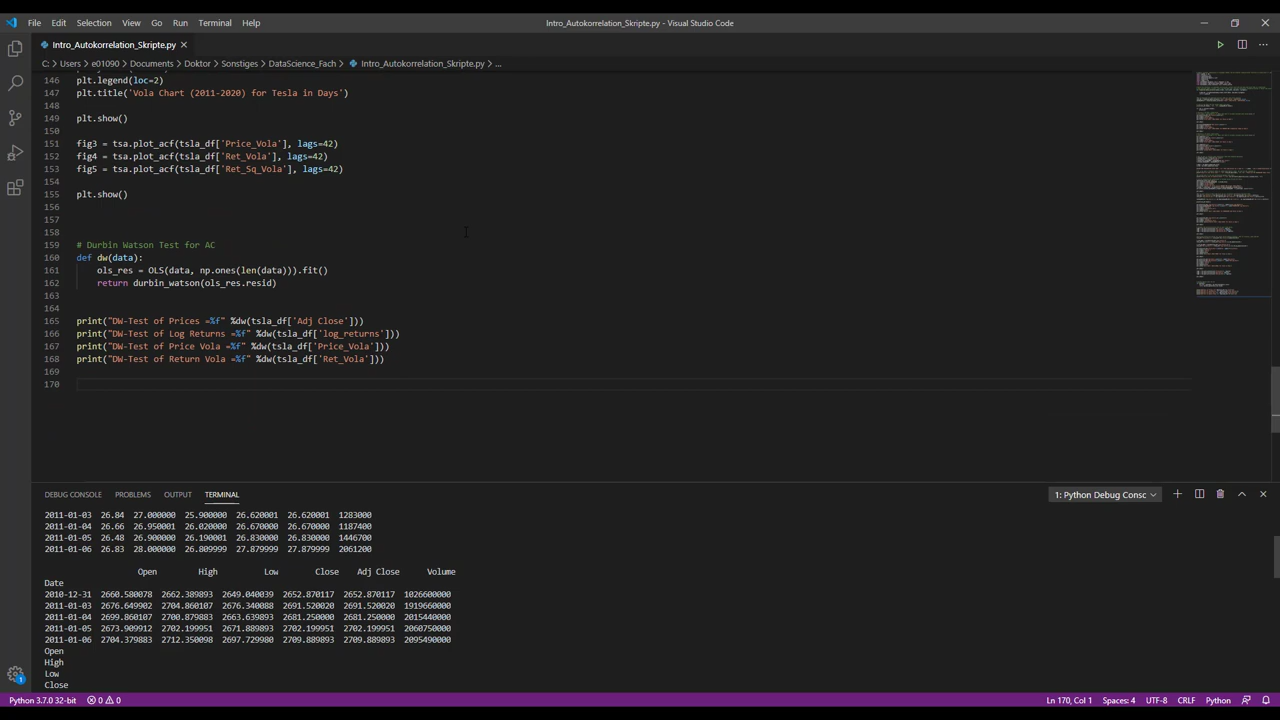 File Edit Selection View Go Run Terminal Help Intro_Autokorrelation_Skripte.py - Visual Studio Code
Intro_Autokorrelation_Skripte.py
C: > Users > e01090 > Documents > Doktor > Sonstiges > DataScience_Fach > Intro_Autokorrelation_Skripte.py > ...
146 plt.legend(loc=2)
147 plt.title('Vola Chart (2011-2020) for Tesla in Days')
148
149 plt.show()
150
151 fig3 = tsa.plot_acf(tsla_df['Price_Vola'], lags=42)
152 fig4 = tsa.plot_acf(tsla_df['Ret_Vola'], lags=42)
153 fig5 = tsa.plot_acf(tsla_df['Ret_Sq_Vola'], lags=42)
154
155 plt.show()
156
157
158
159 # Durbin Watson Test for AC
160 def dw(data):
161 ols_res = OLS(data, np.ones(len(data))).fit()
162 return durbin_watson(ols_res.resid)
163
164
165 print("DW-Test of Prices =%f" %dw(tsla_df['Adj Close']))
166 print("DW-Test of Log Returns =%f" %dw(tsla_df['log_returns']))
167 print("DW-Test of Price Vola =%f" %dw(tsla_df['Price_Vola']))
168 print("DW-Test of Return Vola =%f" %dw(tsla_df['Ret_Vola']))
169
170
DEBUG CONSOLE PROBLEMS OUTPUT TERMINAL 1: Python Debug Consc
2011-01-03 26.84 27.000000 25.900000 26.620001 26.620001 1283000
2011-01-04 26.66 26.950001 26.020000 26.670000 26.670000 1187400
2011-01-05 26.48 26.900000 26.190001 26.830000 26.830000 1446700
2011-01-06 26.83 28.000000 26.809999 27.879999 27.879999 2061200
Open High Low Close Adj Close Volume
Date
2010-12-31 2660.580078 2662.389893 2649.040039 2652.870117 2652.870117 1026600000
2011-01-03 2676.649902 2704.860107 2676.340088 2691.520020 2691.520020 1919660000
2011-01-04 2699.860107 2700.879883 2663.639893 2681.250000 2681.250000 2015440000
2011-01-05 2673.909912 2702.199951 2671.889893 2702.199951 2702.199951 2060750000
2011-01-06 2704.379883 2712.350098 2697.729980 2709.889893 2709.889893 2095490000
Open
High
Low
Close
Python 3.7.0 32-bit 0 0 Ln 170, Col 1 Spaces: 4 UTF-8 CRLF Python